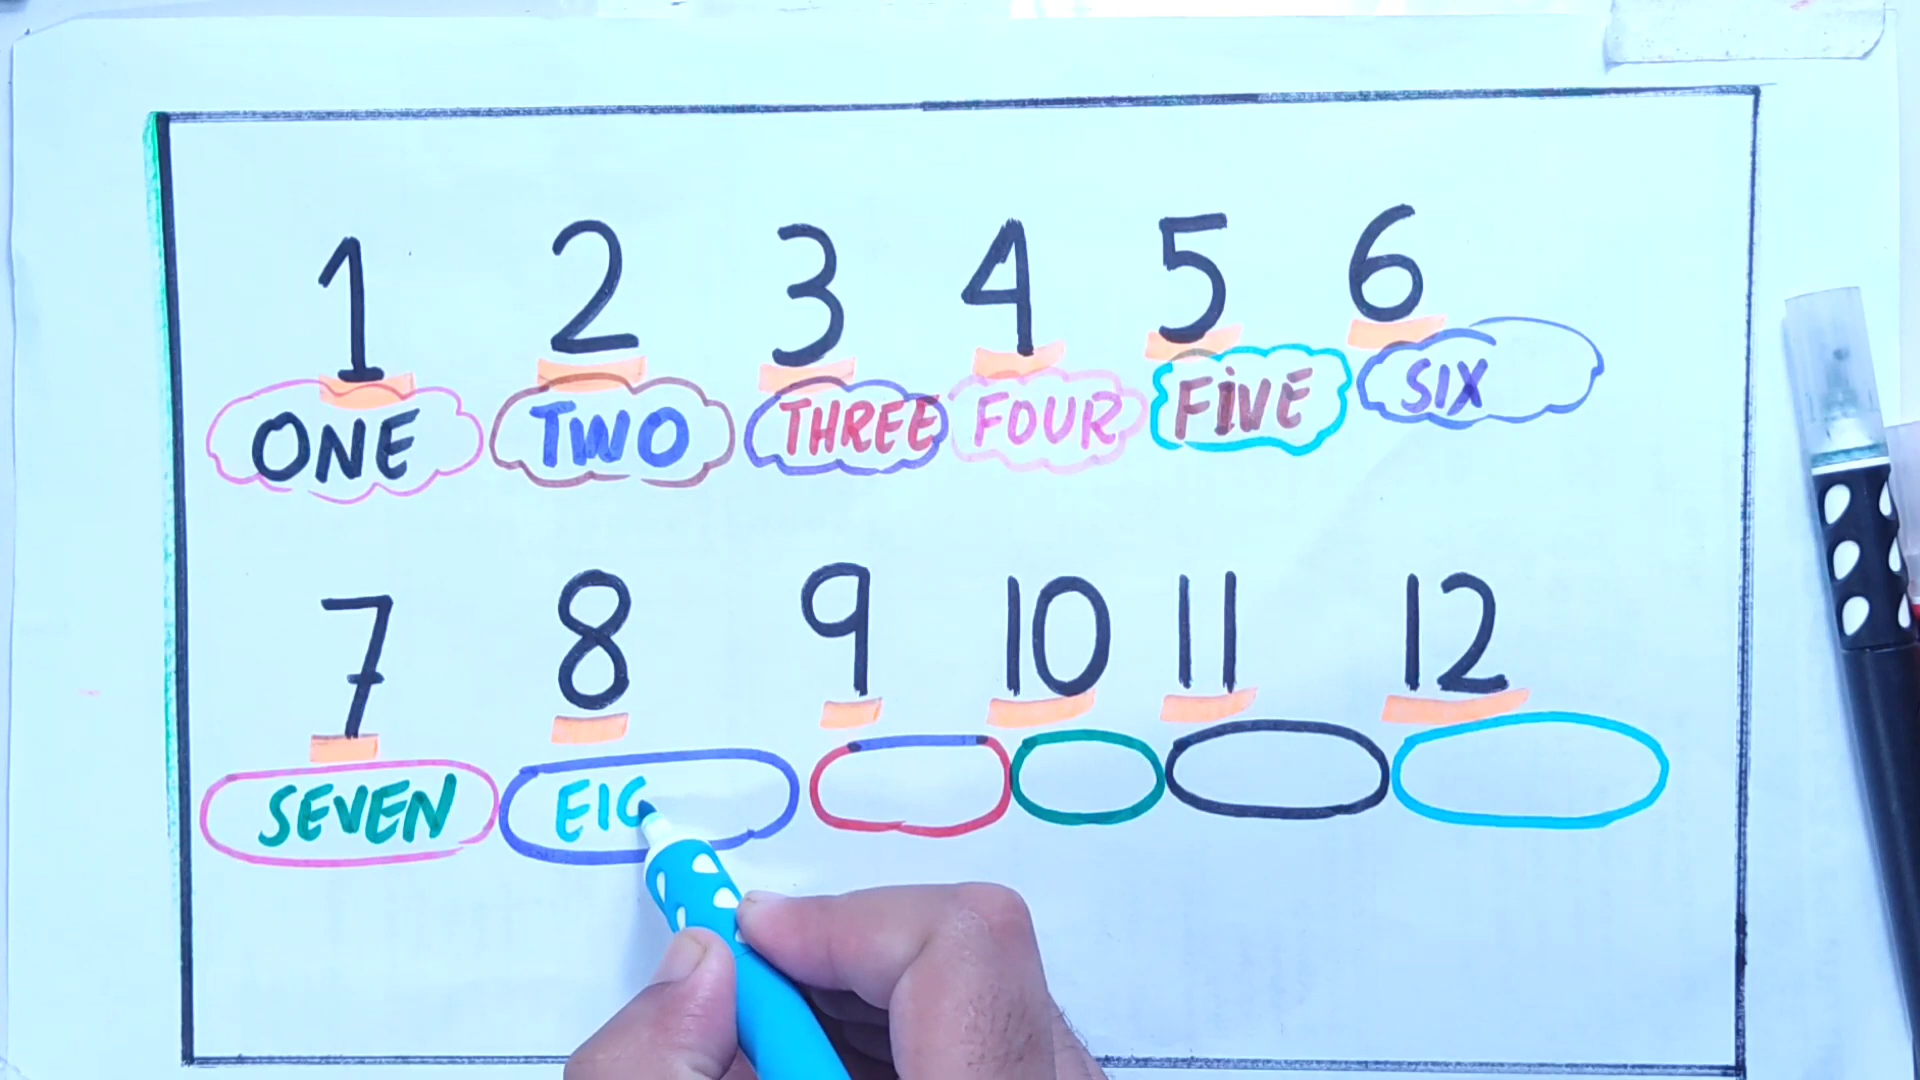 1 2 3 4 5 6
ONE TWO THREE FOUR FiVE SIX
7 8 9 10 11 12
SEVEN EIG